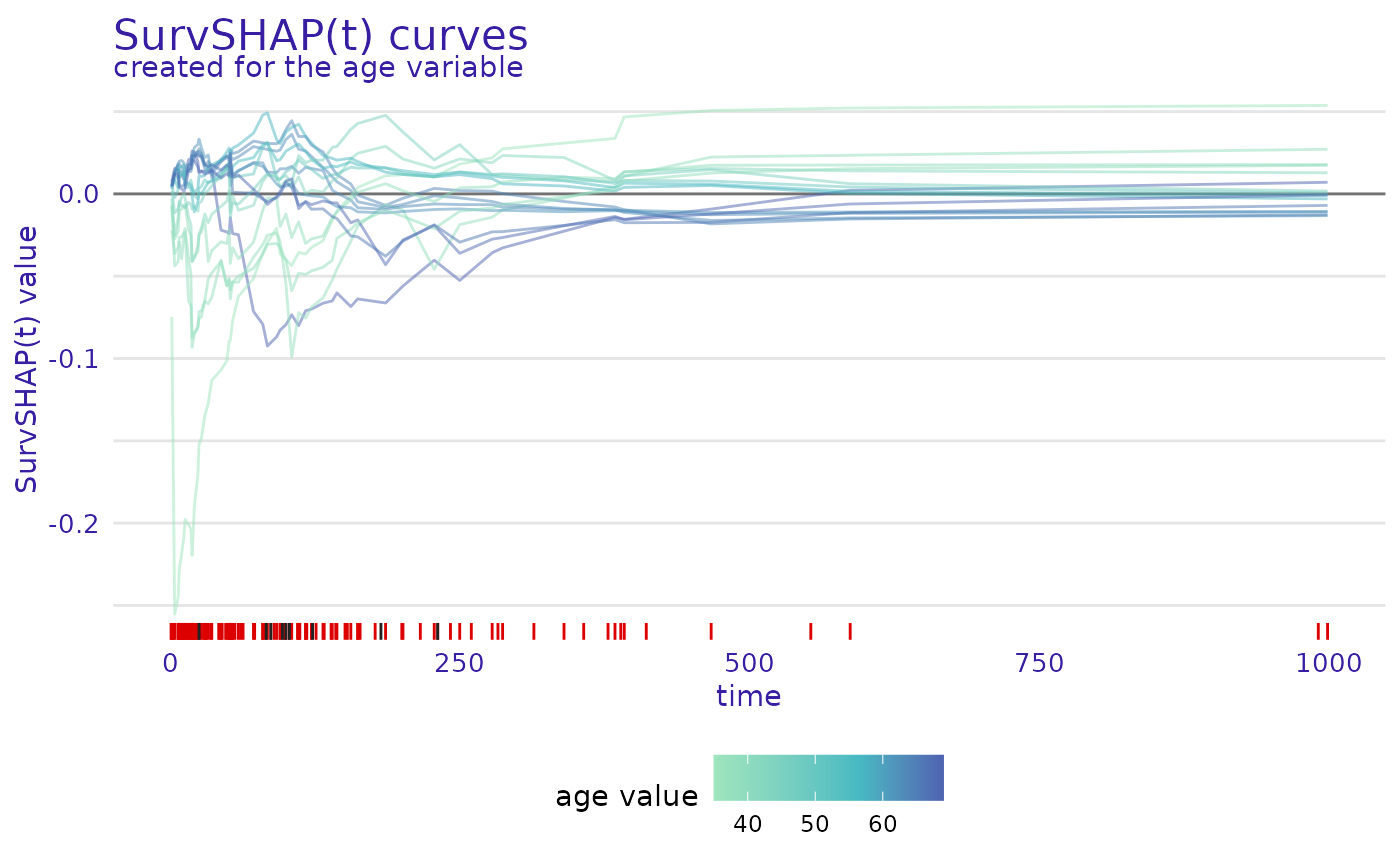 SurvSHAP(t) curves
created for the age variable
SurvSHAP(t) value
0.0
-0.1
-0.2
0 250 500 750 1000
time
age value
40 50 60